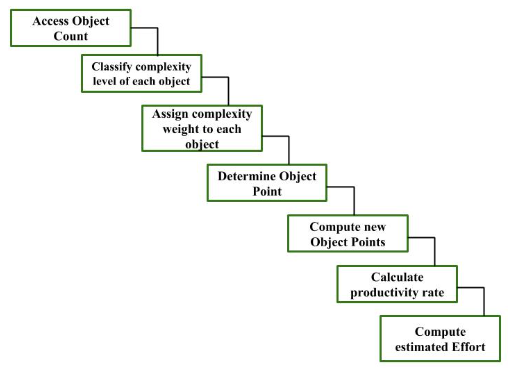 Access Object
Count
Classify complexity
level of each object
Assign complexity
weight to each
object
Determine Object
Point
Compute new
Object Points
Calculate
productivity rate
Compute
estimated Effort